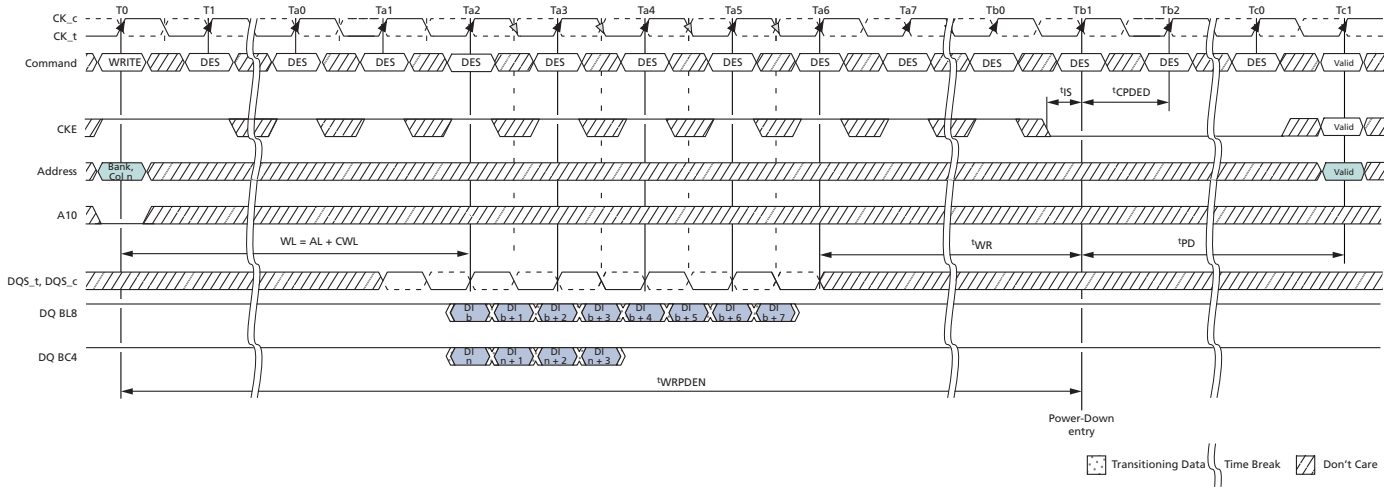 T0 T1 Ta0 Ta1 Ta2 Ta3 Ta4 Ta5 Ta6 Ta7 Tb0 Tb1 Tb2 Tc0 Tc1
CK_c
CK_t
Command WRITE DES DES DES DES DES DES DES DES DES DES DES DES DES Valid
tIS tCPDED
CKE Valid
Address Bank, Col n Valid
A10
WL = AL + CWL tWR tPD
DQS_t, DQS_c
DQ BL8 DI b DI b + 1 DI b + 2 DI b + 3 DI b + 4 DI b + 5 DI b + 6 DI b + 7
DQ BC4 DI n DI n + 1 DI n + 2 DI n + 3
tWRPDEN
Power-Down
entry
Transitioning Data Time Break Don't Care